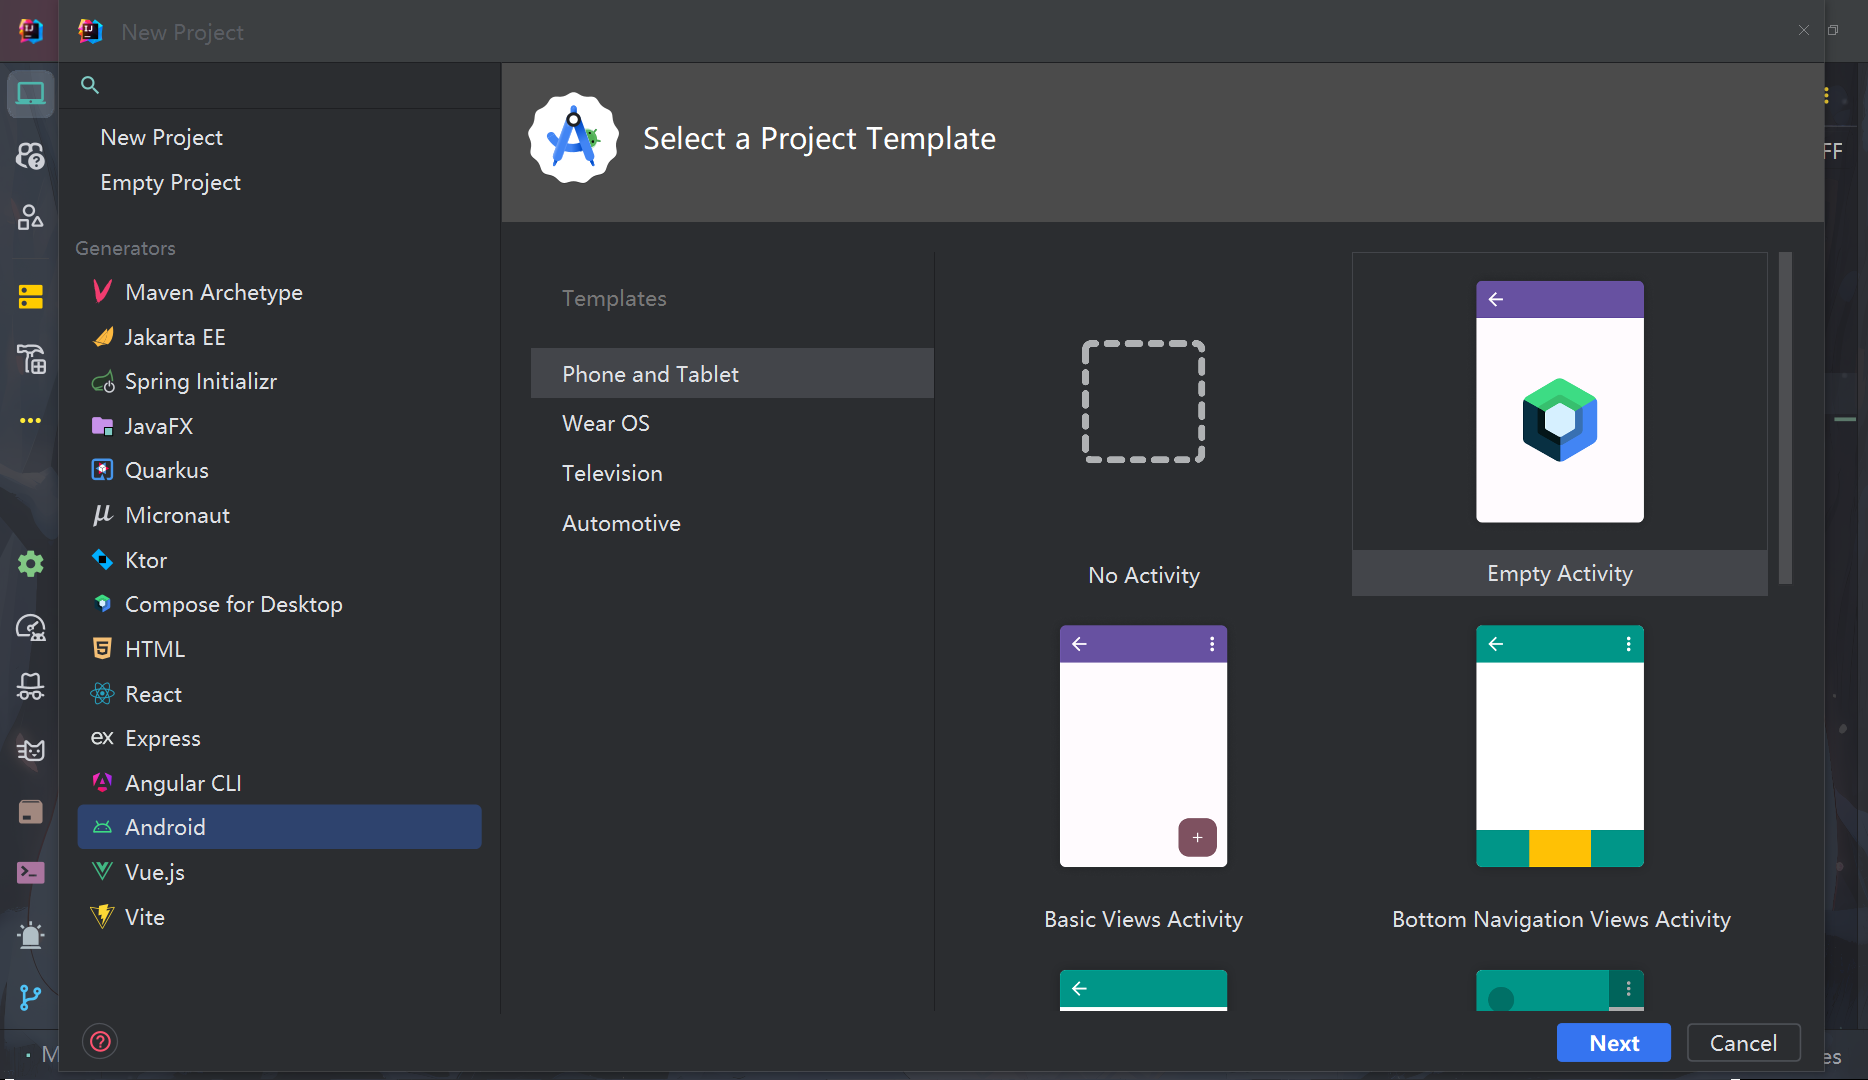 New Project
New Project
Empty Project
Generators
Maven Archetype
Jakarta EE
Spring Initializr
JavaFX
Quarkus
Micronaut
Ktor
Compose for Desktop
HTML
React
Express
Angular CLI
Android
Vue.js
Vite
Select a Project Template
Templates
Phone and Tablet
Wear OS
Television
Automotive
No Activity
Empty Activity
Basic Views Activity
Bottom Navigation Views Activity
Next
Cancel